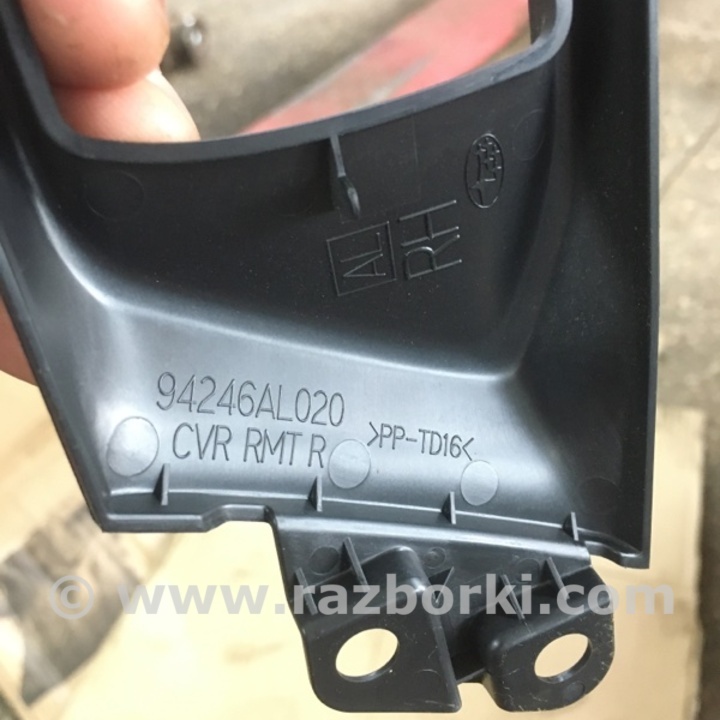 AL RH
94246AL020
CVR RMT R >PP-TD16<
© www.razborki.com